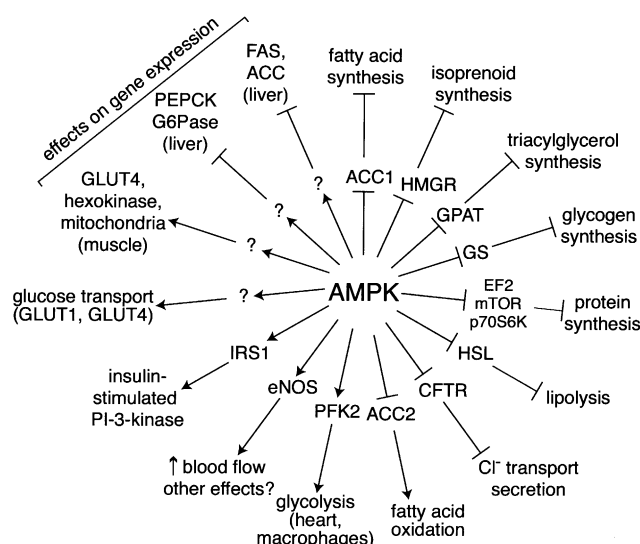 effects on gene expression
FAS,
ACC
(liver)
fatty acid
synthesis
isoprenoid
synthesis
PEPCK
G6Pase
(liver)
triacylglycerol
synthesis
GLUT4,
hexokinase,
mitochondria
(muscle)
?
?
?
ACC1
HMGR
GPAT
GS
glycogen
synthesis
glucose transport
(GLUT1, GLUT4)
?
AMPK
EF2
mTOR
p70S6K
protein
synthesis
IRS1
HSL
insulin-
stimulated
PI-3-kinase
eNOS
PFK2
ACC2
CFTR
lipolysis
↑ blood flow
other effects?
glycolysis
(heart,
macrophages)
fatty acid
oxidation
Cl⁻ transport
secretion